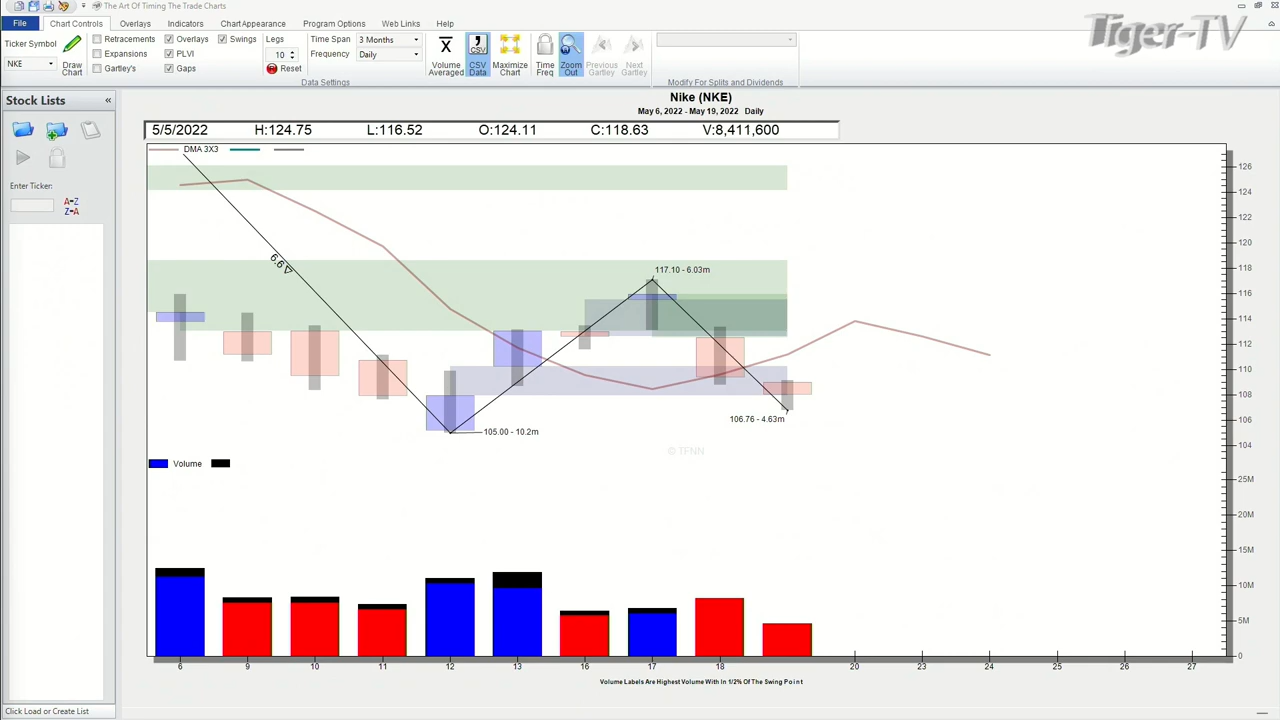 The Art Of Timing The Trade Charts
File Chart Controls Overlays Indicators Chart Appearance Program Options Web Links Help
Tiger-TV
Ticker Symbol
NKE
Draw Chart
Retracements
Expansions
Gartley's
Overlays
PLVI
Gaps
Swings
Legs
10
Reset
Time Span 3 Months
Frequency Daily
Data Settings
Volume Averaged
CSV
CSV Data
Maximize Chart
Time Freq
Zoom Out
Previous Gartley
Next Gartley
Modify For Splits and Dividends
Stock Lists «
Enter Ticker:
A-Z
Z-A
Click Load or Create List
Nike (NKE)
May 6, 2022 - May 19, 2022 Daily
5/5/2022 H:124.75 L:116.52 O:124.11 C:118.63 V:8,411,600
DMA 3X3
6.9
117.10 - 6.03m
106.76 - 4.63m
105.00 - 10.2m
© TFNN
126
124
122
120
118
116
114
112
110
108
106
104
Volume
25M
20M
15M
10M
5M
0
6 9 10 11 12 13 16 17 18 20 23 24 25 26 27
Volume Labels Are Highest Volume With In 1/2% Of The Swing Point